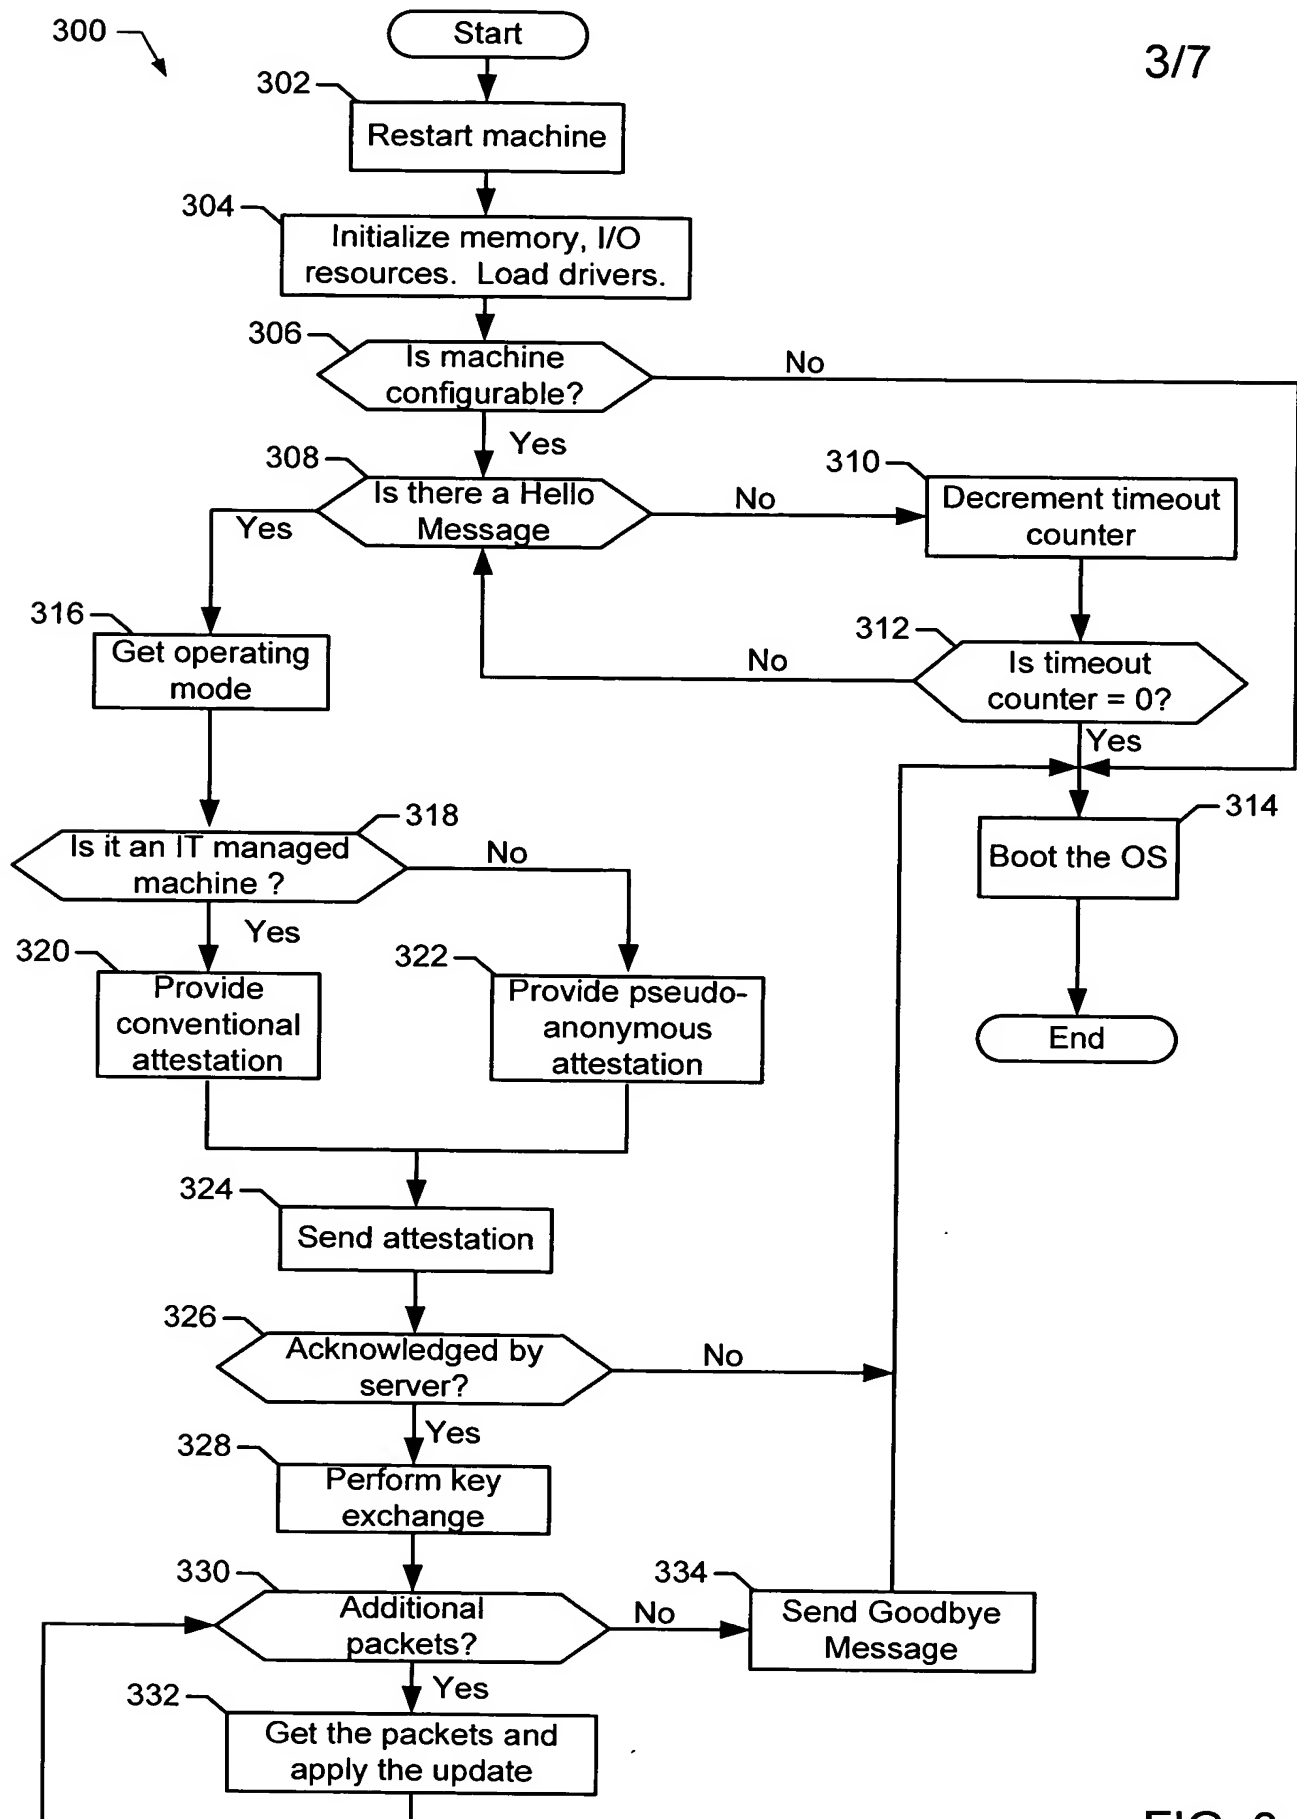 300
Start
3/7
302
Restart machine
304
Initialize memory, I/O
resources. Load drivers.
306
Is machine
configurable?
No
Yes
308
Is there a Hello
Message
No
Yes
310
Decrement timeout
counter
312
Is timeout
counter = 0?
No
Yes
314
Boot the OS
End
316
Get operating
mode
318
Is it an IT managed
machine ?
No
Yes
320
Provide
conventional
attestation
322
Provide pseudo-
anonymous
attestation
324
Send attestation
326
Acknowledged by
server?
No
Yes
328
Perform key
exchange
330
Additional
packets?
No
Yes
334
Send Goodbye
Message
332
Get the packets and
apply the update